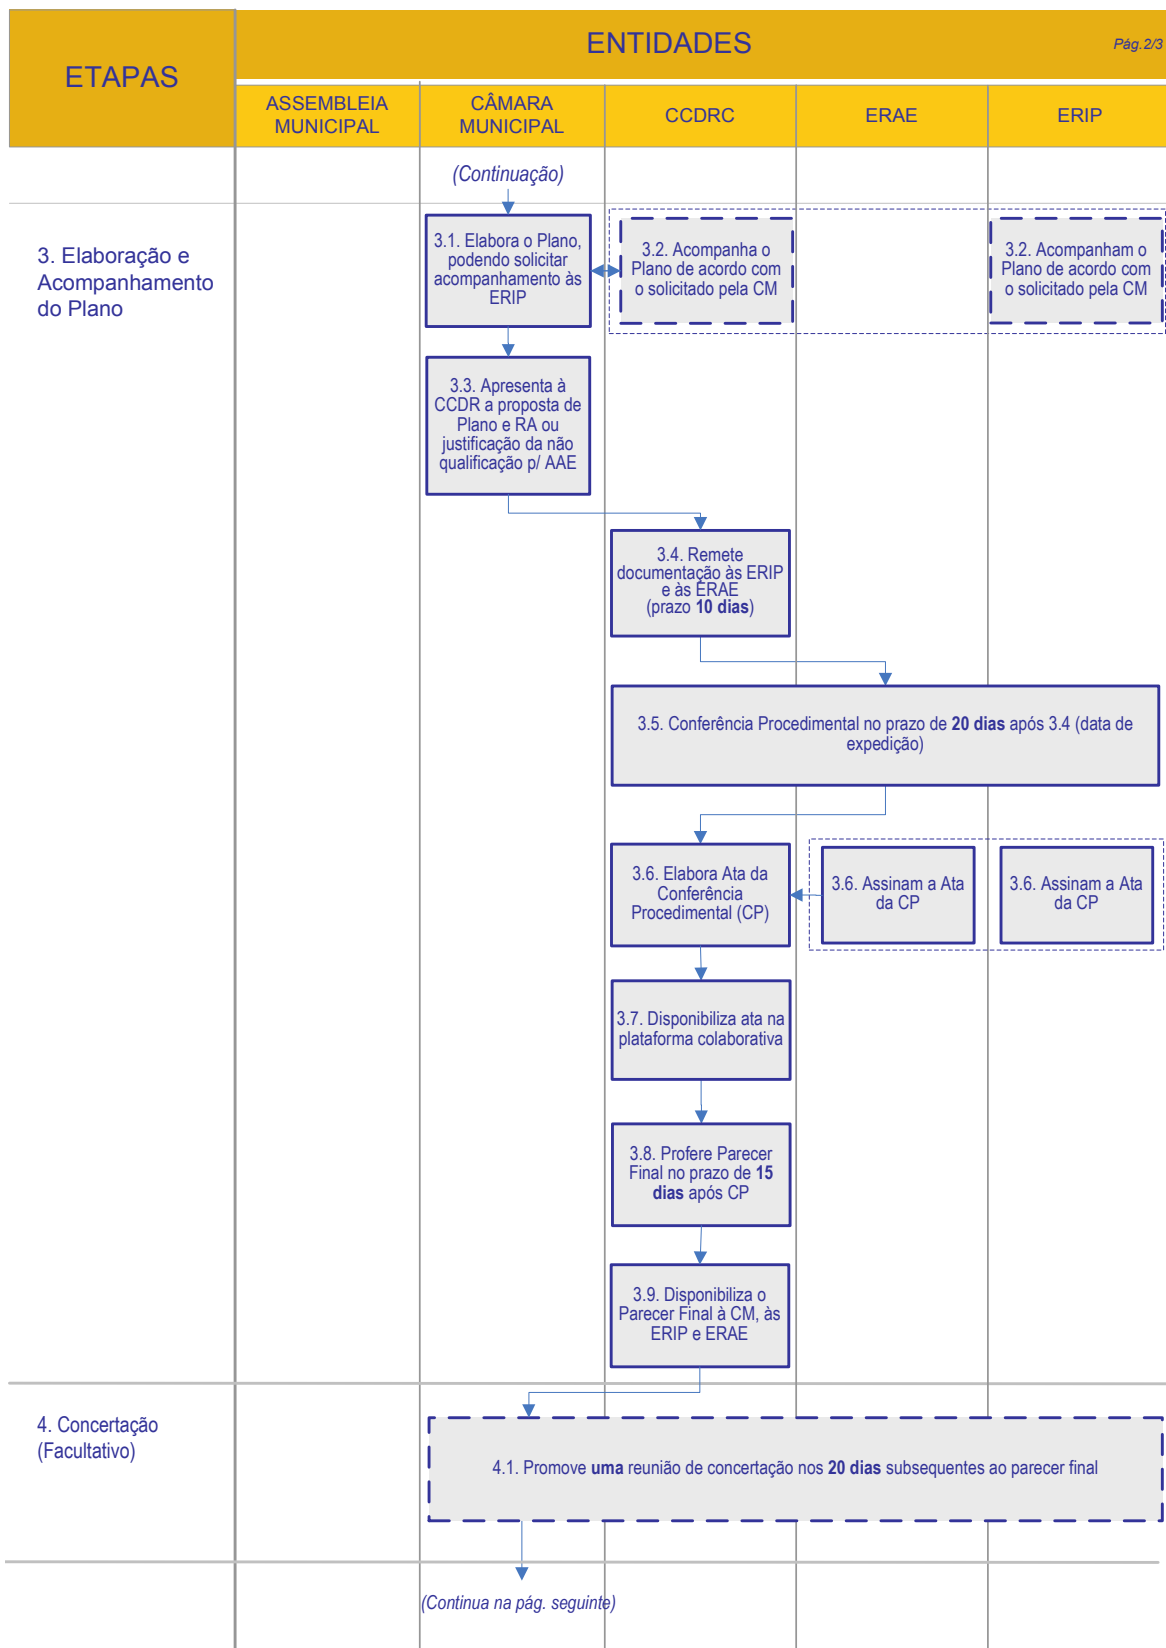 ETAPAS
ENTIDADES
Pág.2/3
ASSEMBLEIA
MUNICIPAL
CÂMARA
MUNICIPAL
CCDRC
ERAE
ERIP
(Continuação)
3. Elaboração e
Acompanhamento
do Plano
3.1. Elabora o Plano,
podendo solicitar
acompanhamento às
ERIP
3.2. Acompanha o
Plano de acordo com
o solicitado pela CM
3.2. Acompanham o
Plano de acordo com
o solicitado pela CM
3.3. Apresenta à
CCDR a proposta de
Plano e RA ou
justificação da não
qualificação p/ AAE
3.4. Remete
documentação às ERIP
e às ERAE
(prazo 10 dias)
3.5. Conferência Procedimental no prazo de 20 dias após 3.4 (data de
expedição)
3.6. Elabora Ata da
Conferência
Procedimental (CP)
3.6. Assinam a Ata
da CP
3.6. Assinam a Ata
da CP
3.7. Disponibiliza ata na
plataforma colaborativa
3.8. Profere Parecer
Final no prazo de 15
dias após CP
3.9. Disponibiliza o
Parecer Final à CM, às
ERIP e ERAE
4. Concertação
(Facultativo)
4.1. Promove uma reunião de concertação nos 20 dias subsequentes ao parecer final
(Continua na pág. seguinte)